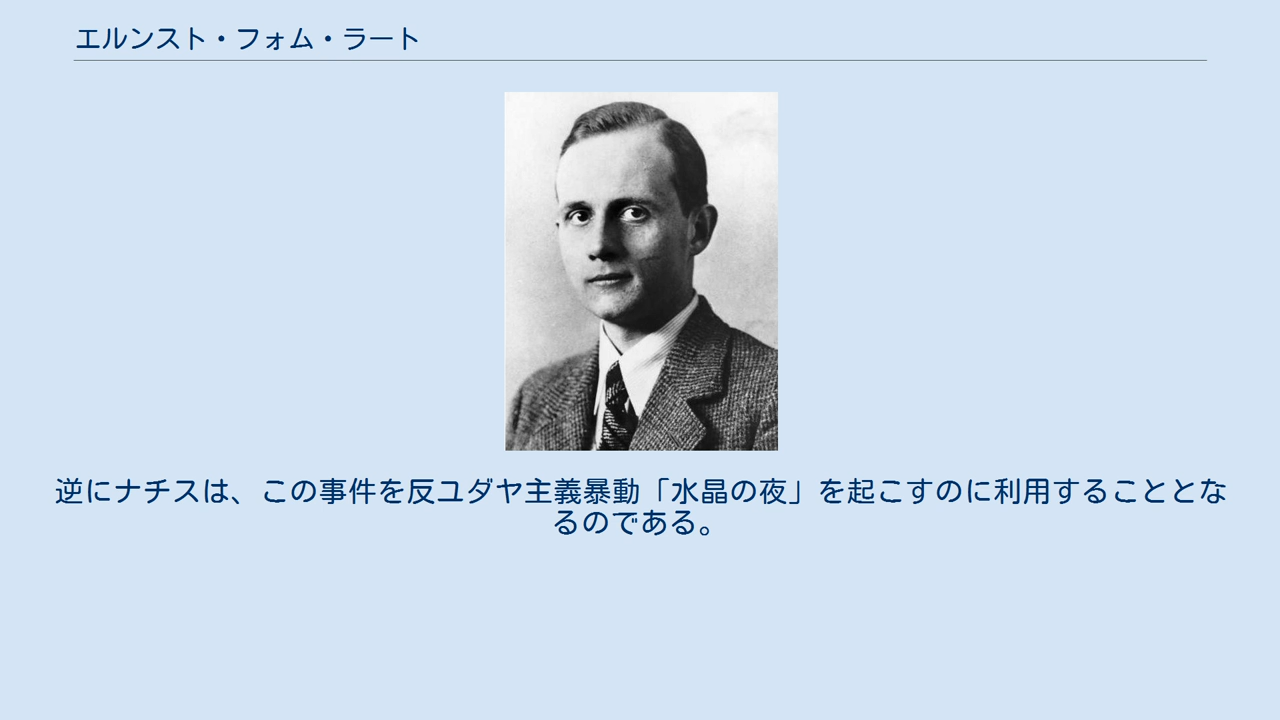 エルンスト・フォム・ラート
逆にナチスは、この事件を反ユダヤ主義暴動「水晶の夜」を起こすのに利用することとな
るのである。